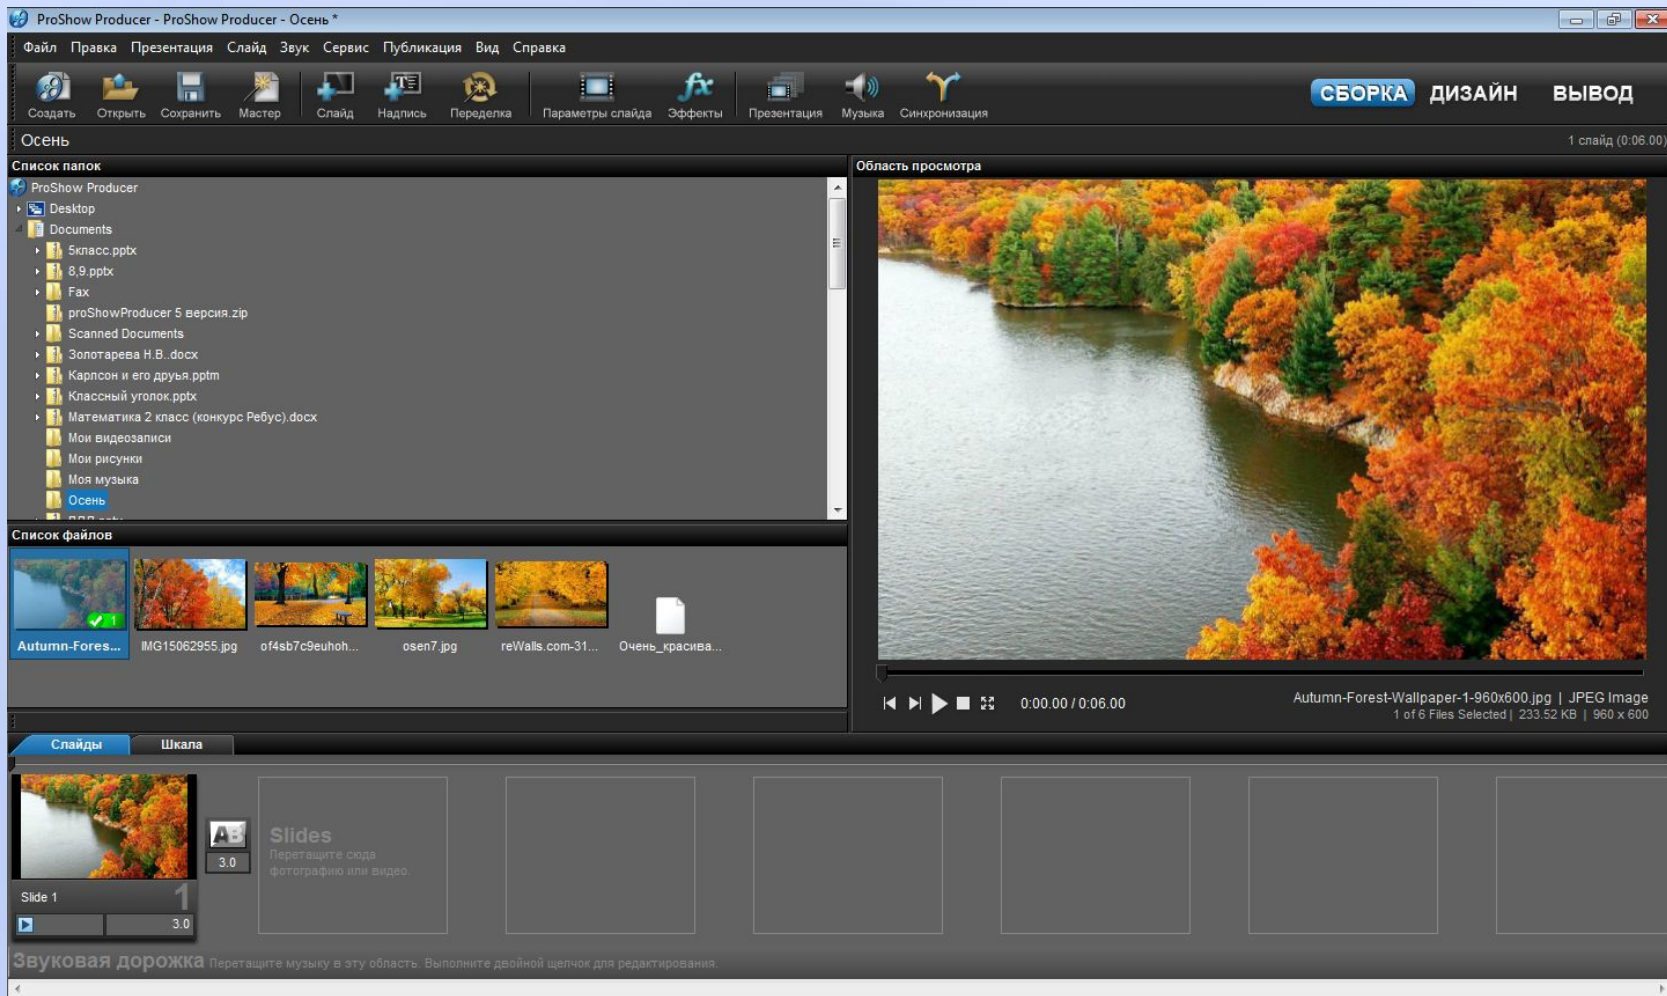 ProShow Producer - ProShow Producer - Осень *
Файл Правка Презентация Слайд Звук Сервис Публикация Вид Справка
Создать Открыть Сохранить Мастер Слайд Надпись Переделка Параметры слайда Эффекты Презентация Музыка Синхронизация
СБОРКА ДИЗАЙН ВЫВОД
Осень
1 слайд (0:06.00)
Список папок
ProShow Producer
Desktop
Documents
5класс.pptx
8,9.pptx
Fax
proShowProducer 5 версия.zip
Scanned Documents
Золотарева Н.В..docx
Карлсон и его друья.pptm
Классный уголок.pptx
Математика 2 класс (конкурс Ребус).docx
Мои видеозаписи
Мои рисунки
Моя музыка
Осень
Список файлов
1
Autumn-Fores... IMG15062955.jpg of4sb7c9euhoh... osen7.jpg reWalls.com-31... Очень_красива...
Область просмотра
0:00.00 / 0:06.00
Autumn-Forest-Wallpaper-1-960x600.jpg | JPEG Image
1 of 6 Files Selected | 233.52 KB | 960 x 600
Слайды Шкала
AB
3.0
Slides
Перетащите сюда
фотографию или видео.
Slide 1
1
3.0
Звуковая дорожка Перетащите музыку в эту область. Выполните двойной щелчок для редактирования.